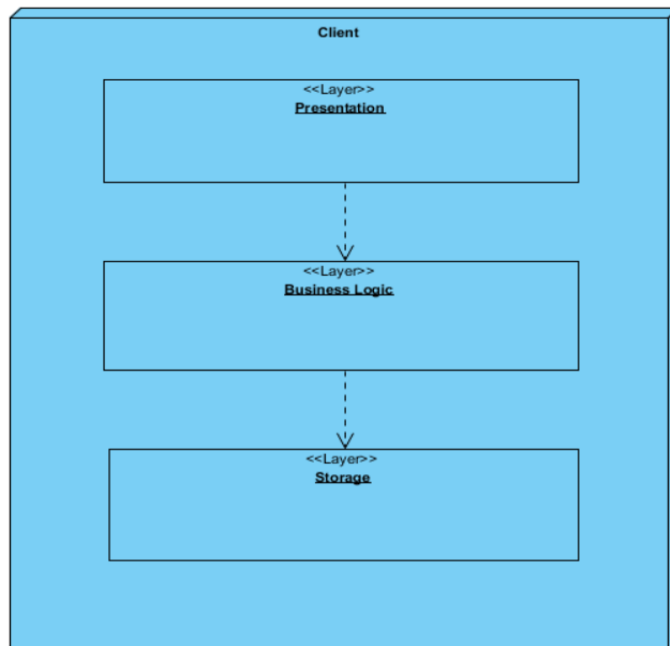 Client
<<Layer>>
Presentation
<<Layer>>
Business Logic
<<Layer>>
Storage